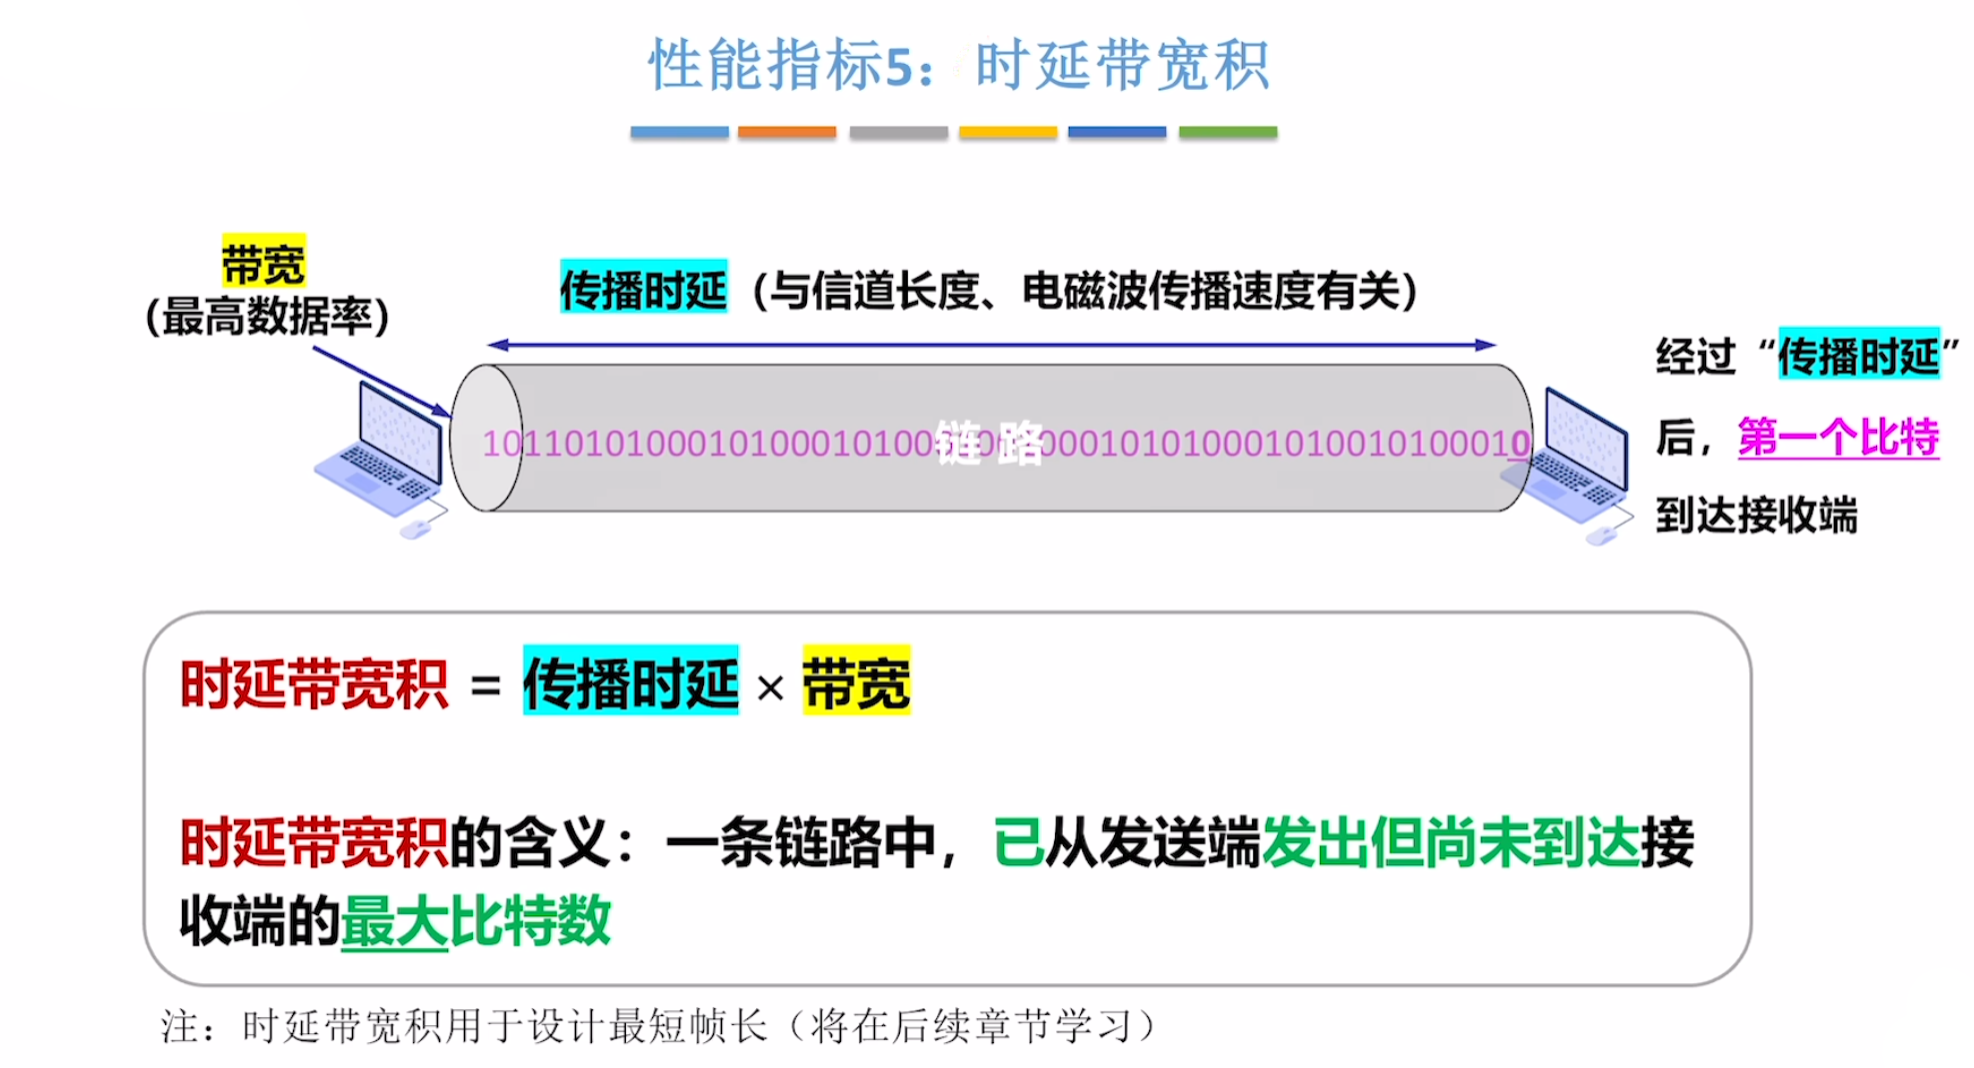 性能指标5：时延带宽积
带宽
（最高数据率）
传播时延（与信道长度、电磁波传播速度有关）
链 路
经过“传播时延”
后，第一个比特
到达接收端
时延带宽积 = 传播时延 × 带宽
时延带宽积的含义：一条链路中，已从发送端发出但尚未到达接
收端的最大比特数
注：时延带宽积用于设计最短帧长（将在后续章节学习）